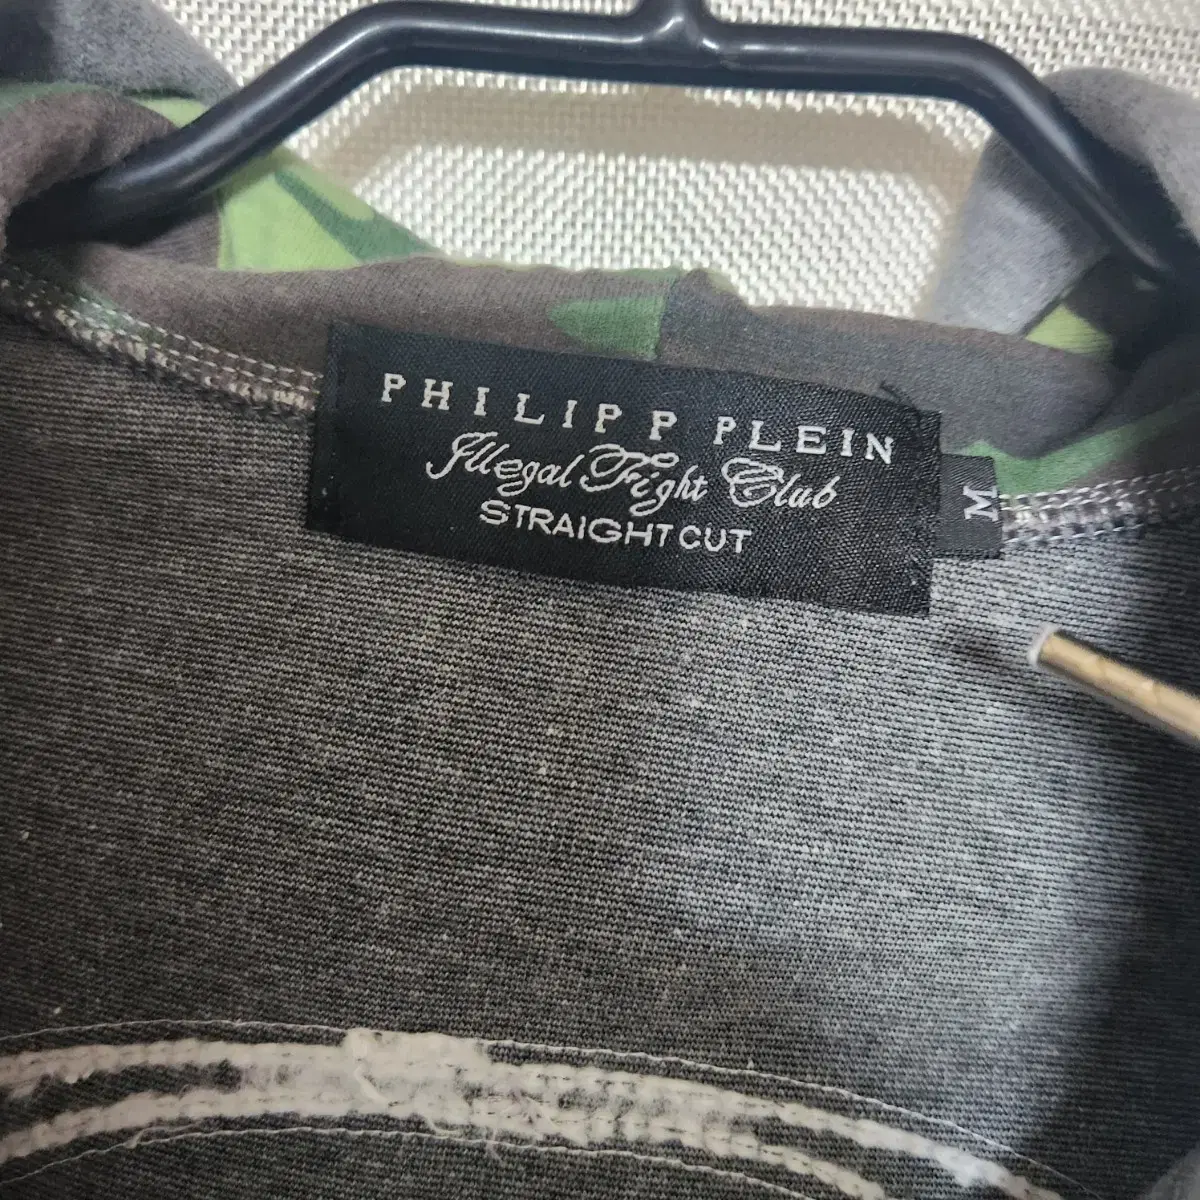 PHILIPP PLEIN
Illegal Fight Club
STRAIGHT CUT
M